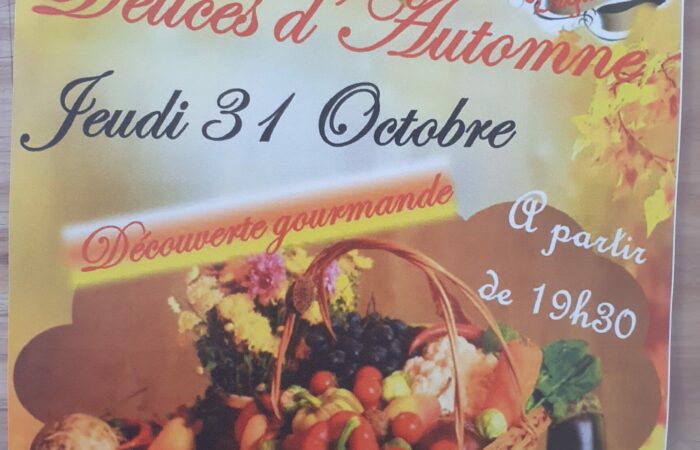 Délices d'Automne
Jeudi 31 Octobre
Découverte gourmande
A partir
de 19h30